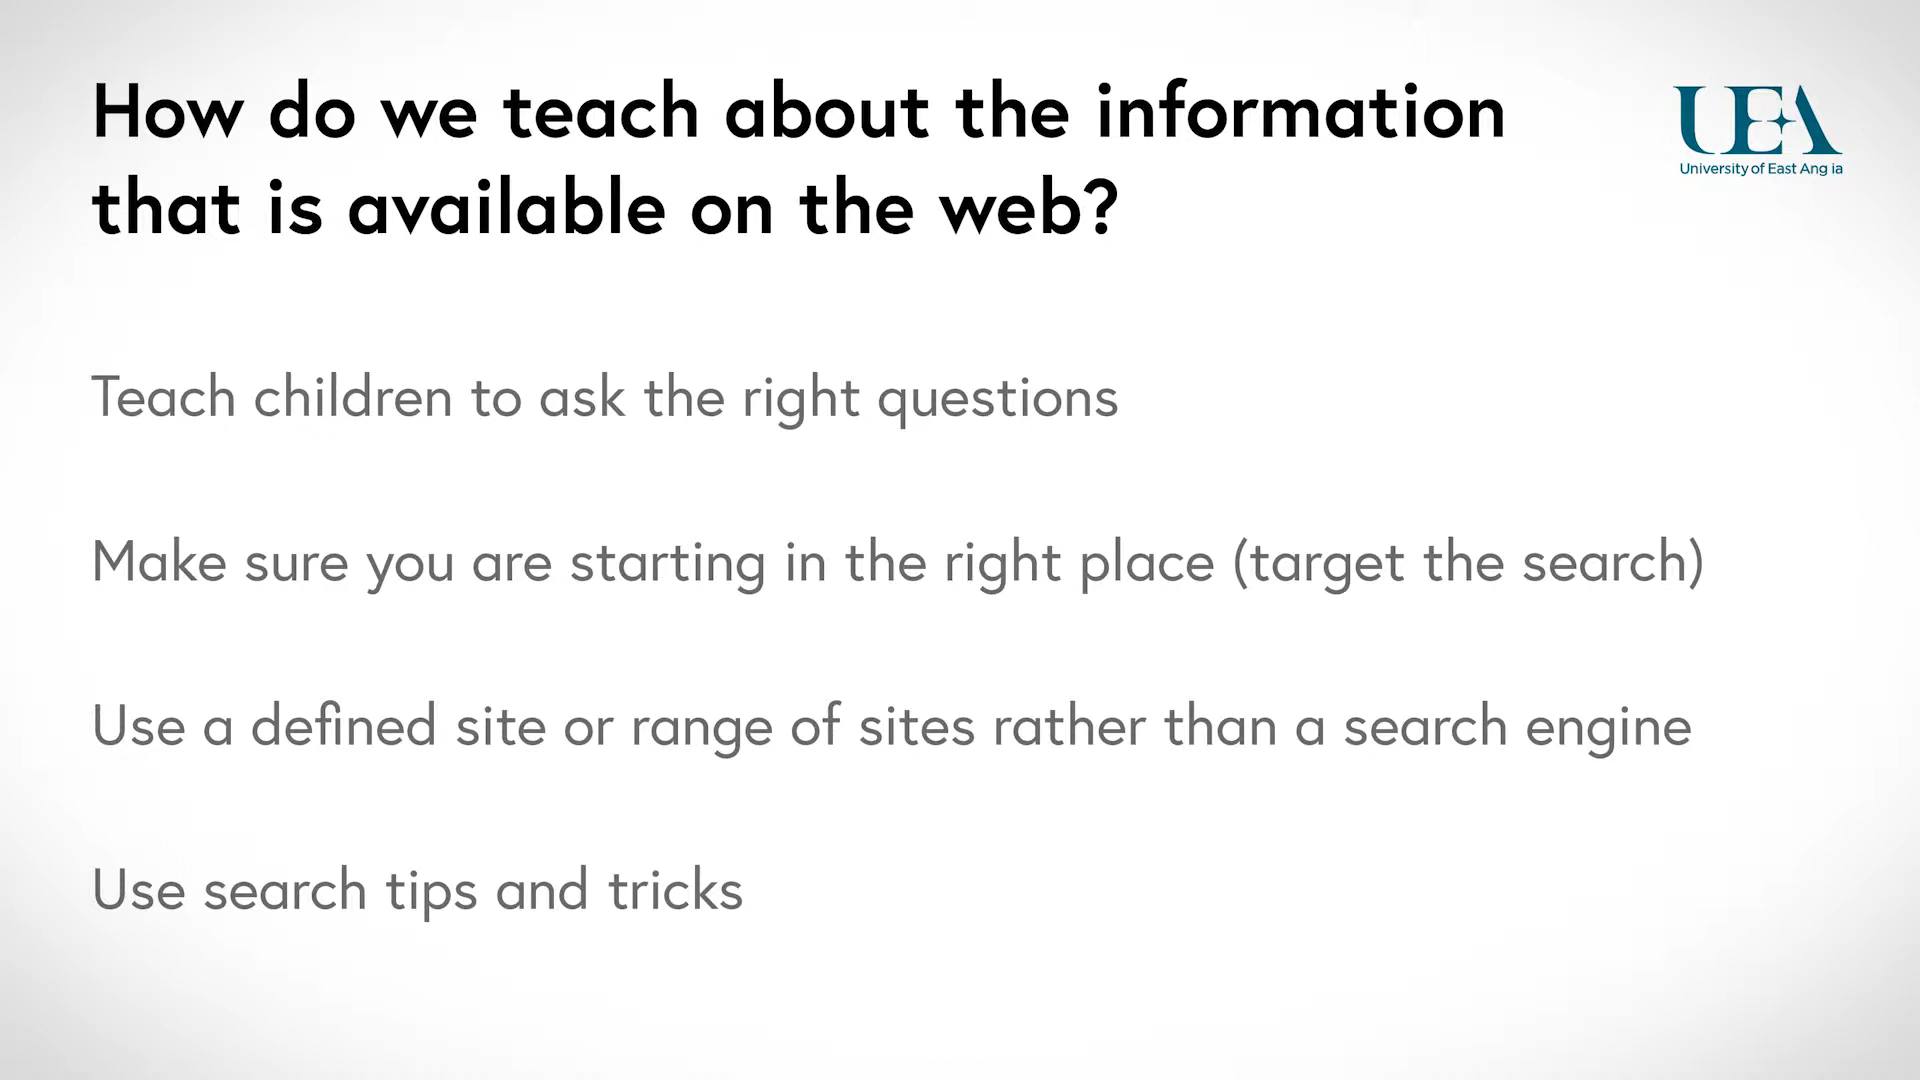 How do we teach about the information
that is available on the web?
UEA
University of East Ang ia
Teach children to ask the right questions
Make sure you are starting in the right place (target the search)
Use a defined site or range of sites rather than a search engine
Use search tips and tricks